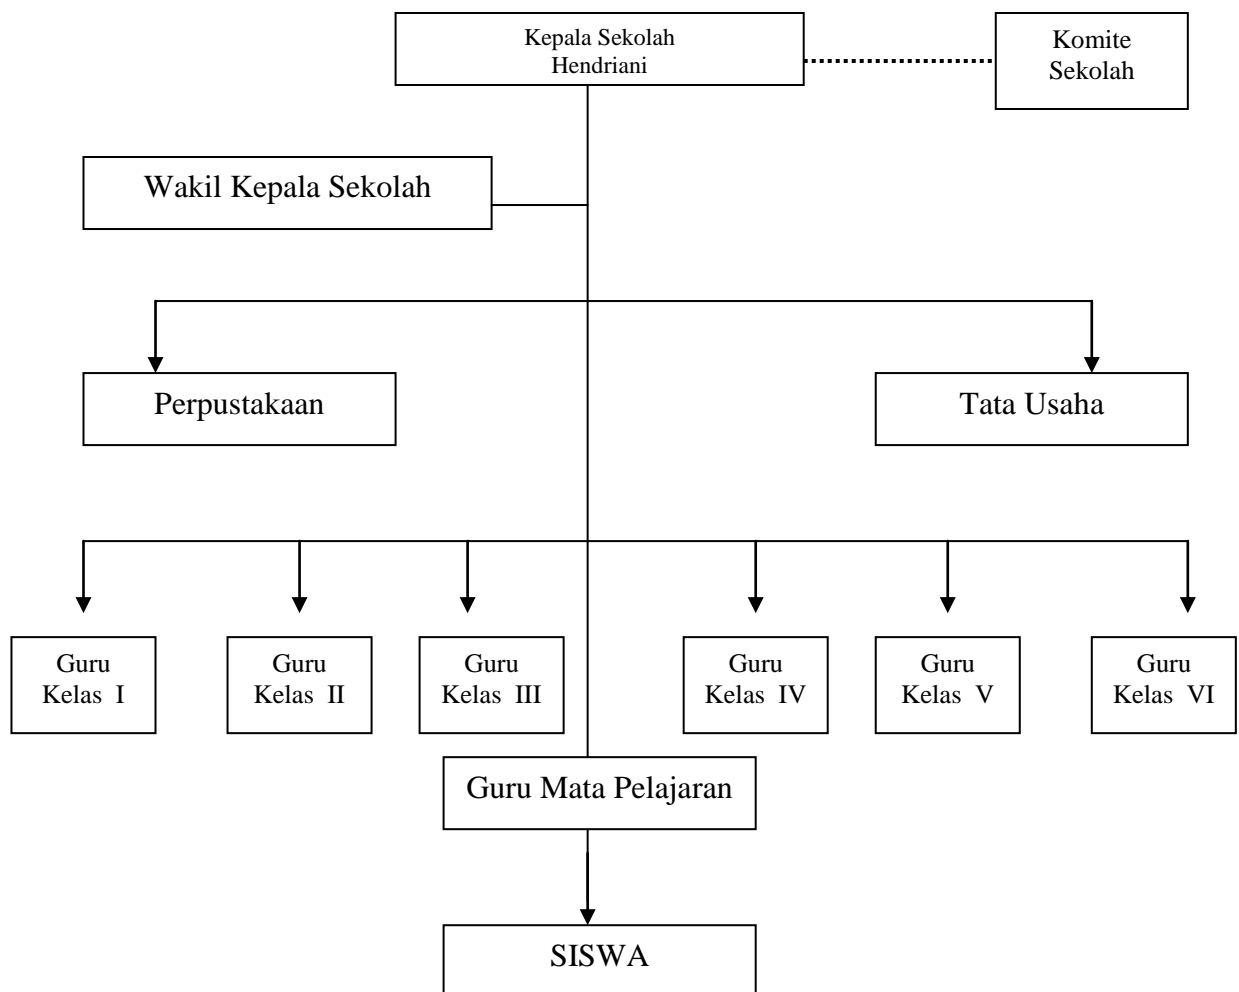 Kepala Sekolah
Hendriani
Komite
Sekolah
Wakil Kepala Sekolah
Perpustakaan
Tata Usaha
Guru
Kelas  I
Guru
Kelas  II
Guru
Kelas  III
Guru
Kelas  IV
Guru
Kelas  V
Guru
Kelas  VI
Guru Mata Pelajaran
SISWA